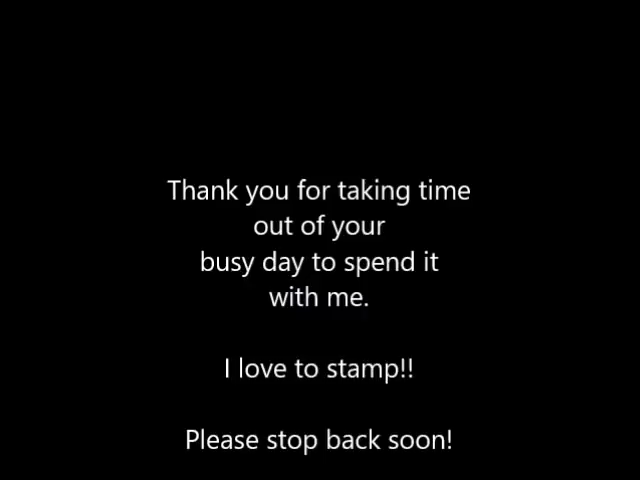 Thank you for taking time
out of your
busy day to spend it
with me.
I love to stamp!!
Please stop back soon!